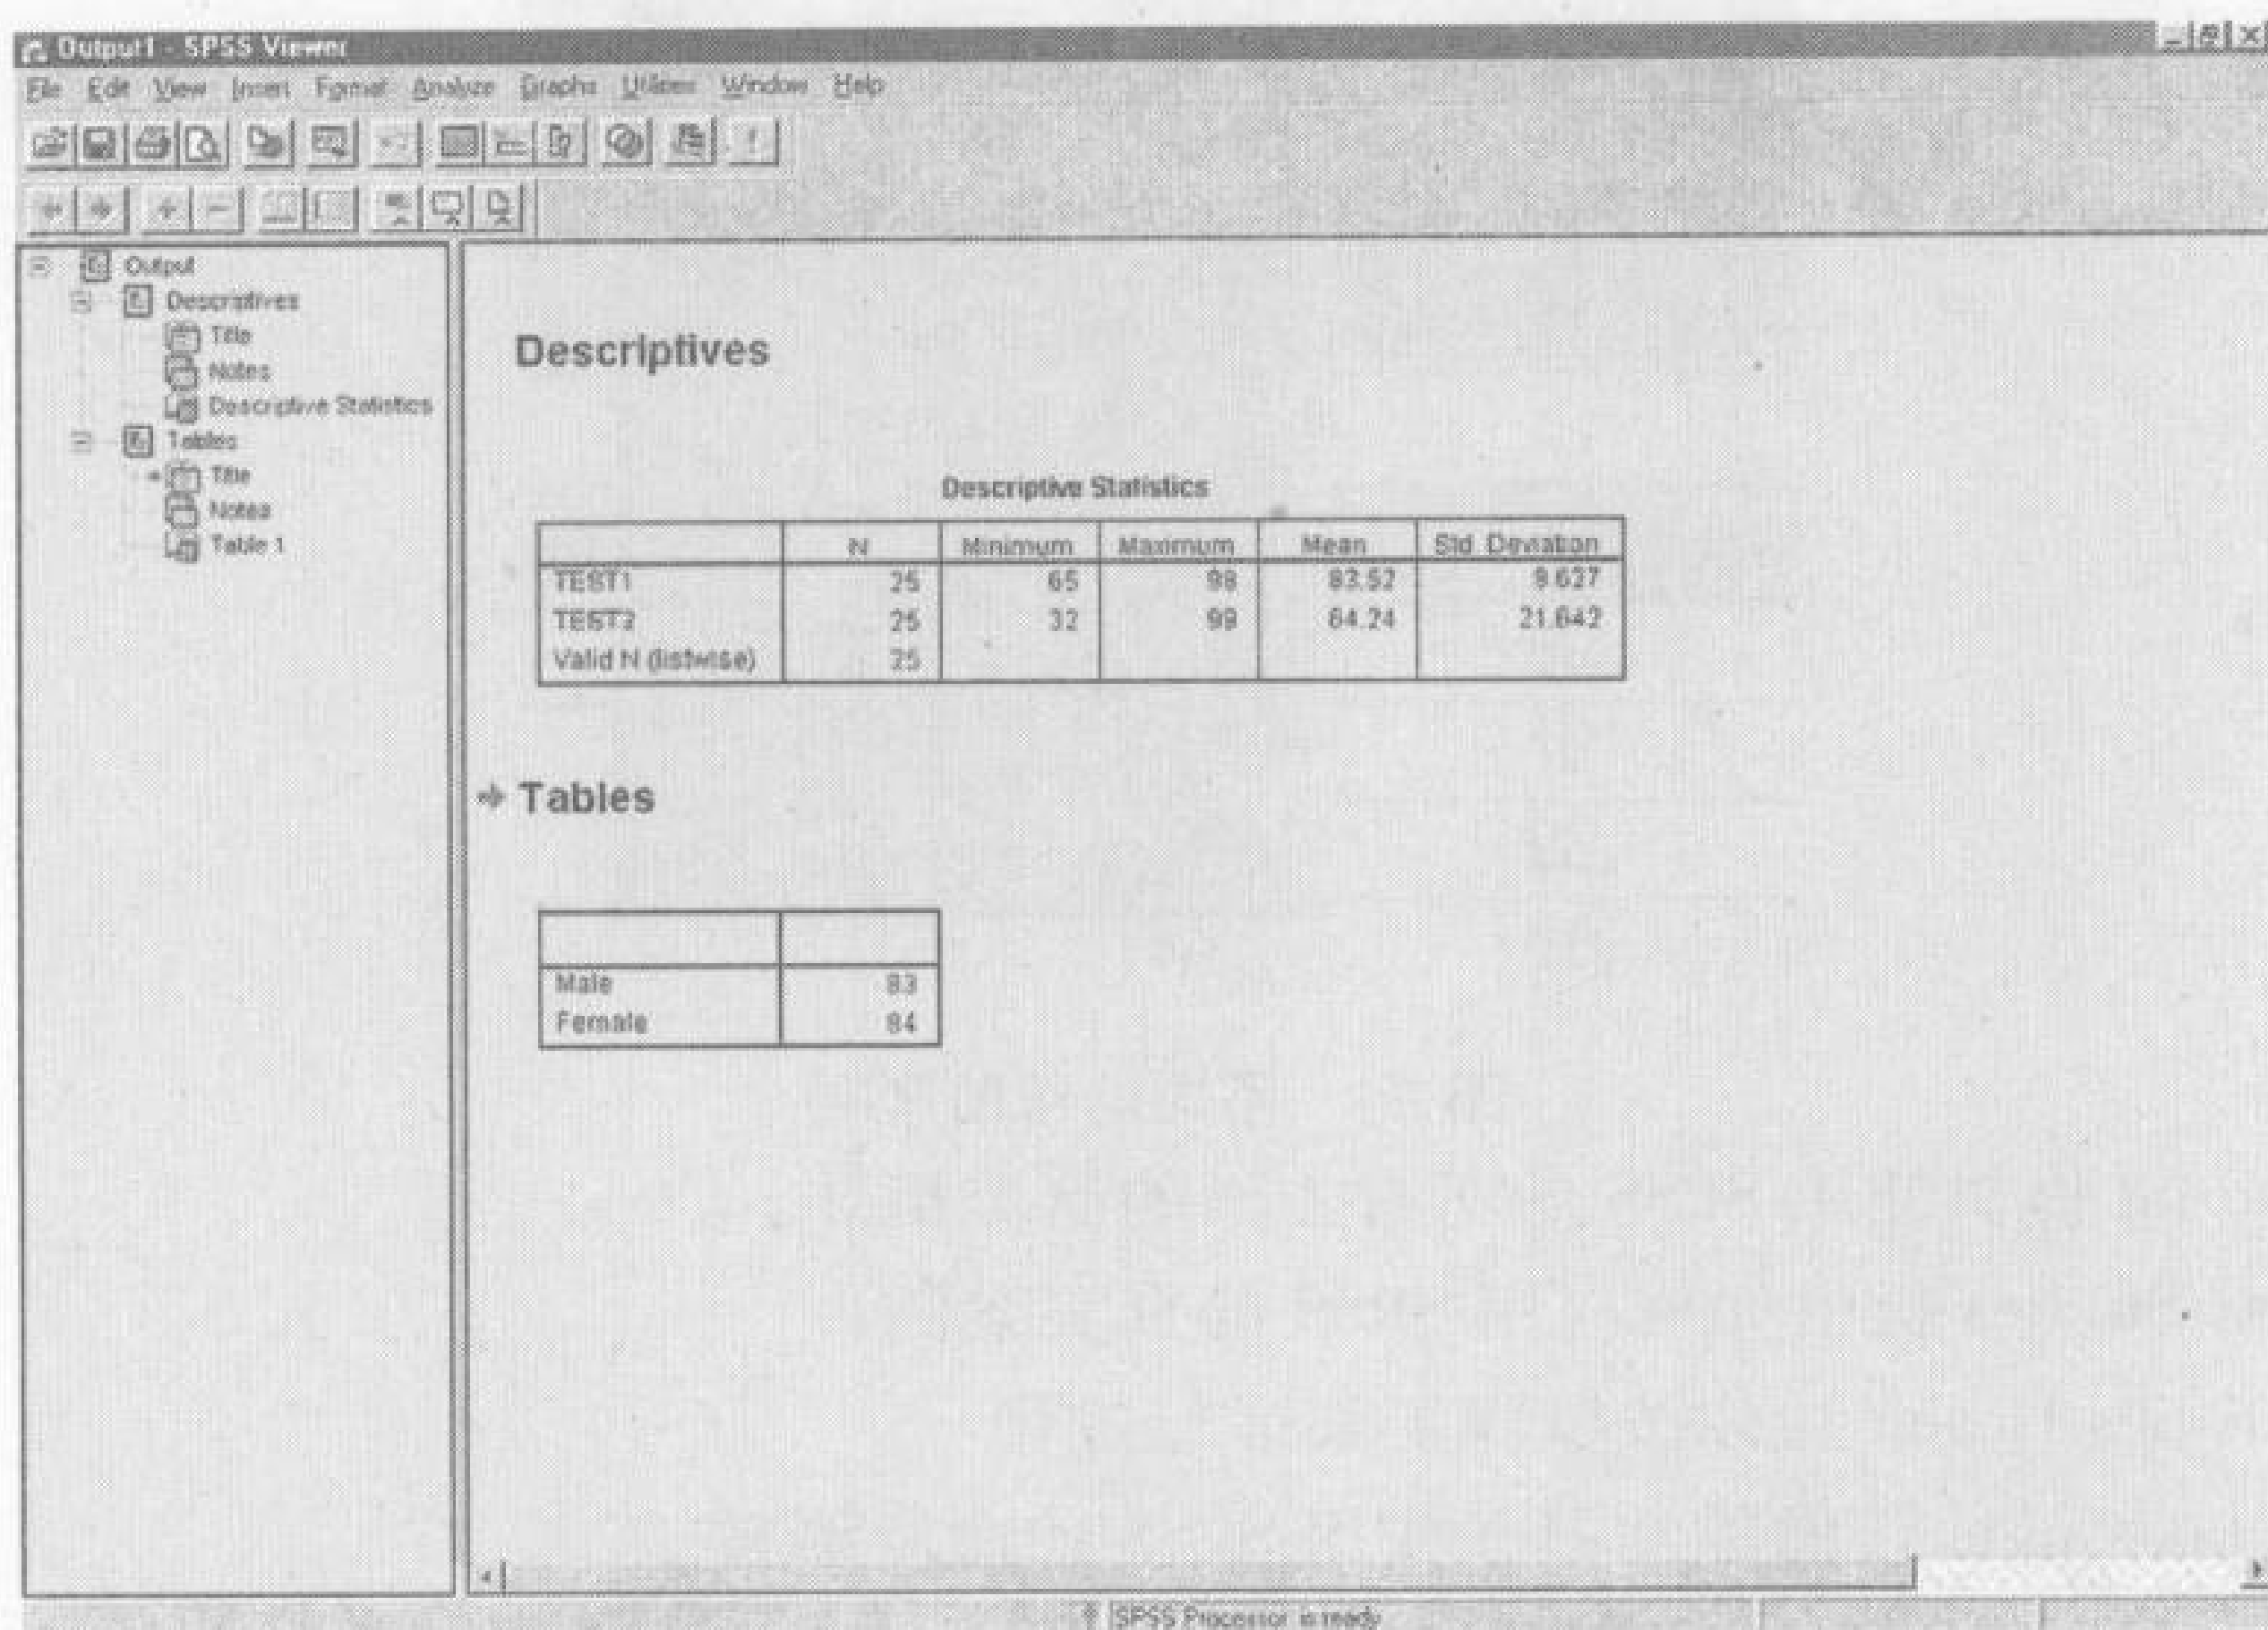 Output1 - SPSS Viewer
File Edit View Insert Format Analyze Graphs Utilities Window Help
Output
Descriptives
Title
Notes
Descriptive Statistics
Tables
Title
Notes
Table 1
Descriptives
Descriptive Statistics
N Minimum Maximum Mean Std. Deviation
TEST1 25 65 98 83.52 9.627
TEST2 25 32 99 64.24 21.642
Valid N (listwise) 25
Tables
Male 83
Female 84
SPSS Processor is ready